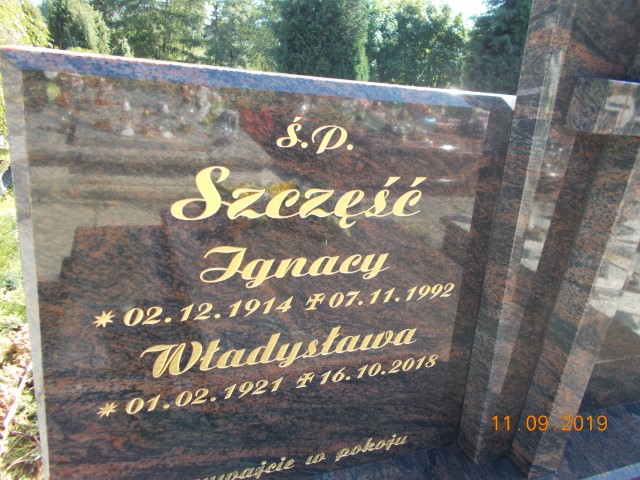 Ś.P.
Szczęść
Ignacy
* 02.12.1914 ✝ 07.11.1992
Władysława
* 01.02.1921 ✝ 16.10.2018
w pokoju
11.09.2019